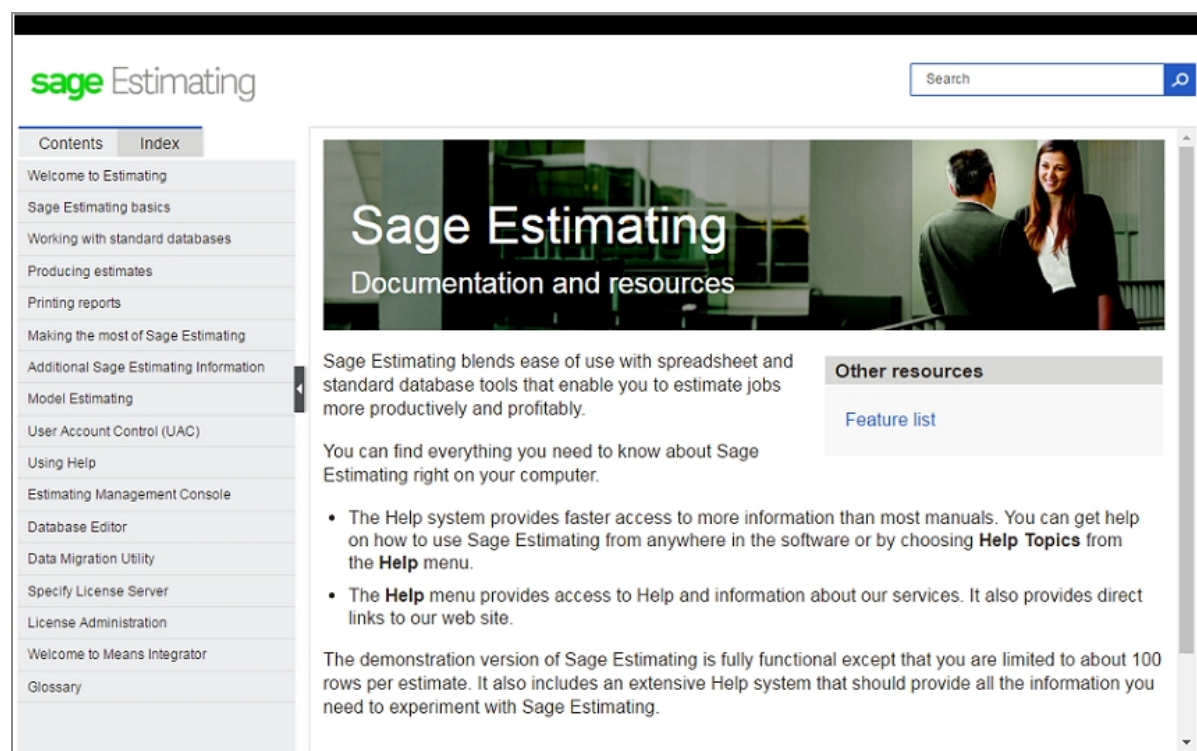 sage Estimating
Search
Contents
Index
Welcome to Estimating
Sage Estimating basics
Working with standard databases
Producing estimates
Printing reports
Making the most of Sage Estimating
Additional Sage Estimating Information
Model Estimating
User Account Control (UAC)
Using Help
Estimating Management Console
Database Editor
Data Migration Utility
Specify License Server
License Administration
Welcome to Means Integrator
Glossary
Sage Estimating
Documentation and resources
Sage Estimating blends ease of use with spreadsheet and
standard database tools that enable you to estimate jobs
more productively and profitably.
Other resources
Feature list
You can find everything you need to know about Sage
Estimating right on your computer.
• The Help system provides faster access to more information than most manuals. You can get help
on how to use Sage Estimating from anywhere in the software or by choosing Help Topics from
the Help menu.
• The Help menu provides access to Help and information about our services. It also provides direct
links to our web site.
The demonstration version of Sage Estimating is fully functional except that you are limited to about 100
rows per estimate. It also includes an extensive Help system that should provide all the information you
need to experiment with Sage Estimating.